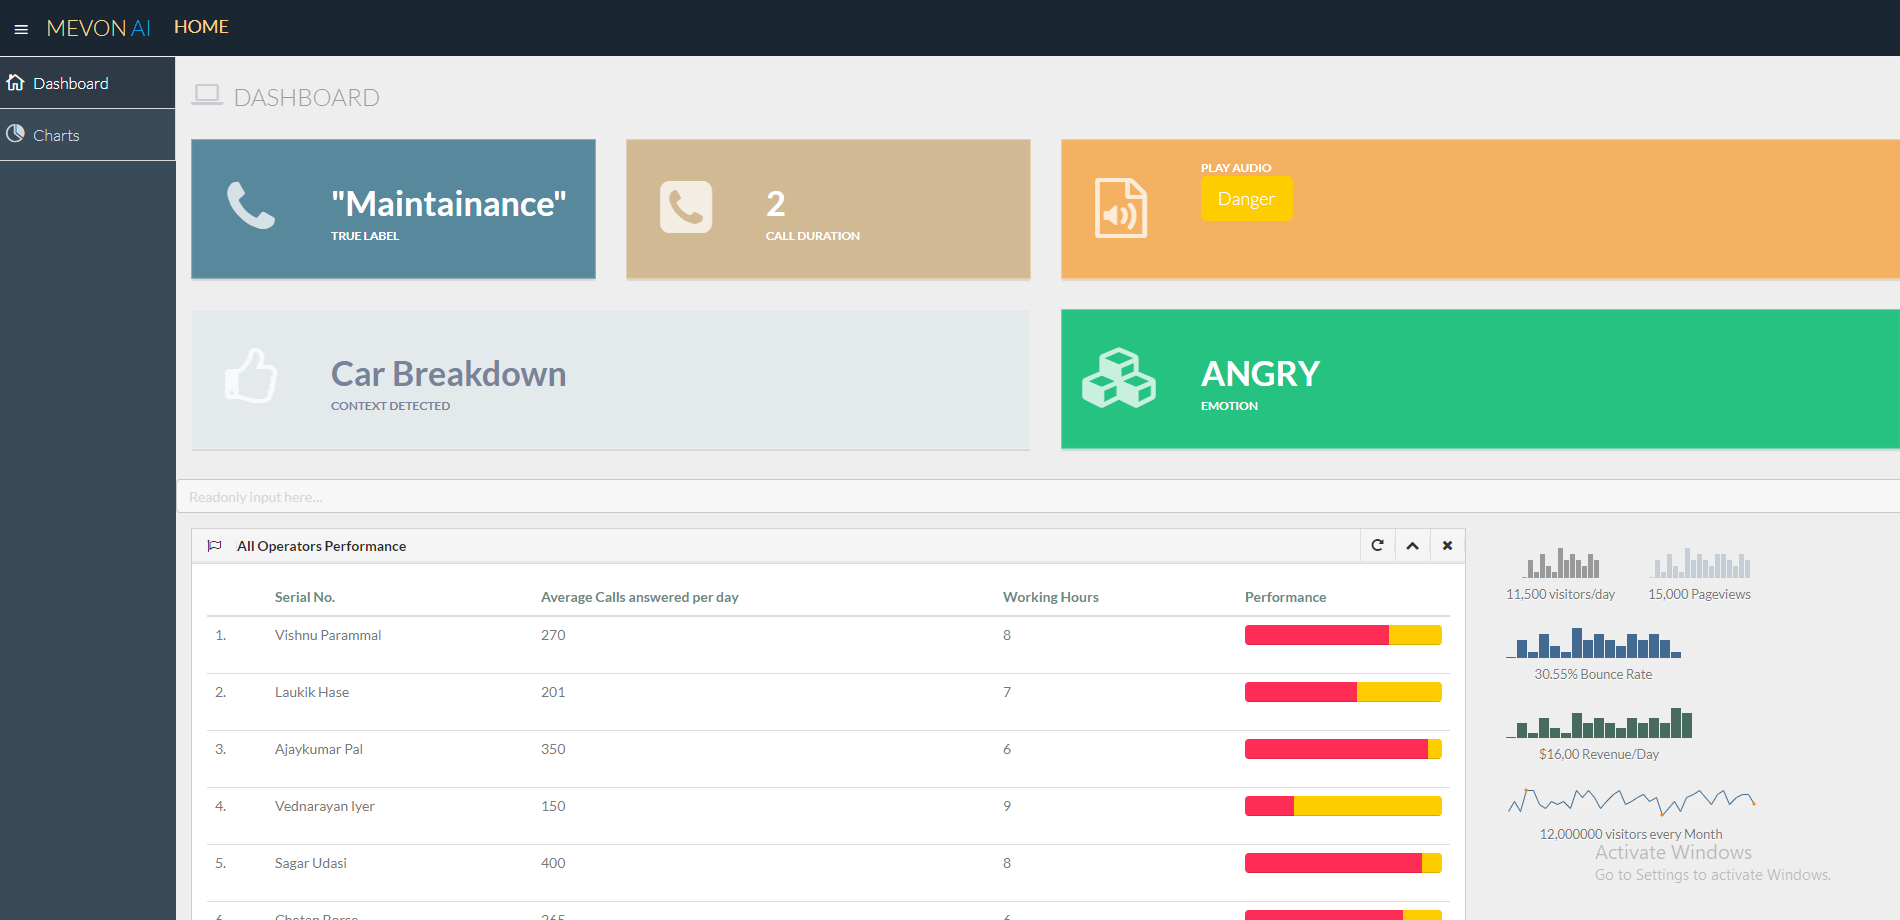 MEVON AI HOME
Dashboard
Charts
DASHBOARD
"Maintainance"
TRUE LABEL
2
CALL DURATION
PLAY AUDIO
Danger
Car Breakdown
CONTEXT DETECTED
ANGRY
EMOTION
Readonly input here...
All Operators Performance
Serial No. Average Calls answered per day Working Hours Performance
1. Vishnu Parammal 270 8
2. Laukik Hase 201 7
3. Ajaykumar Pal 350 6
4. Vednarayan Iyer 150 9
5. Sagar Udasi 400 8
11,500 visitors/day
15,000 Pageviews
30.55% Bounce Rate
$16,00 Revenue/Day
12,000000 visitors every Month
Activate Windows
Go to Settings to activate Windows.